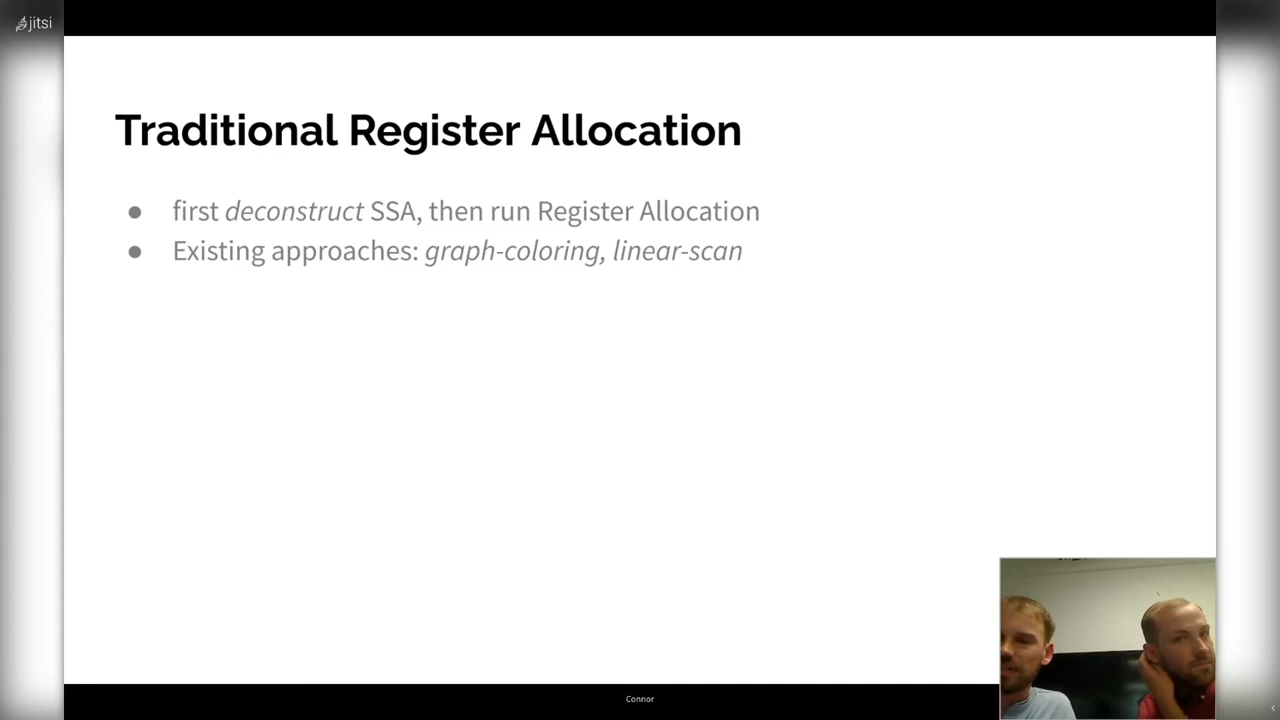 jitsi
Traditional Register Allocation
● first deconstruct SSA, then run Register Allocation
● Existing approaches: graph-coloring, linear-scan
Connor